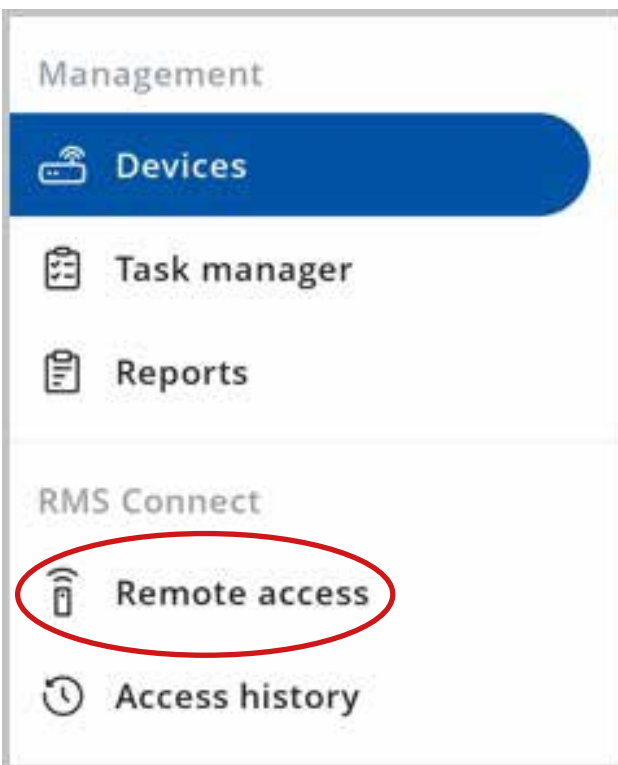 Management
Devices
Task manager
Reports
RMS Connect
Remote access
Access history